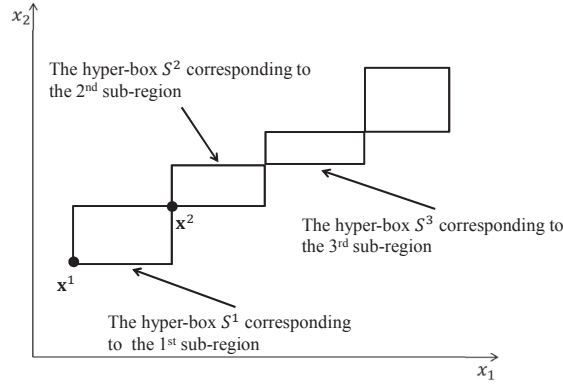 x₂
The hyper-box S² corresponding to
the 2ⁿᵈ sub-region
x²
The hyper-box S³ corresponding to
the 3ʳᵈ sub-region
x¹
The hyper-box S¹ corresponding
to the 1ˢᵗ sub-region
x₁